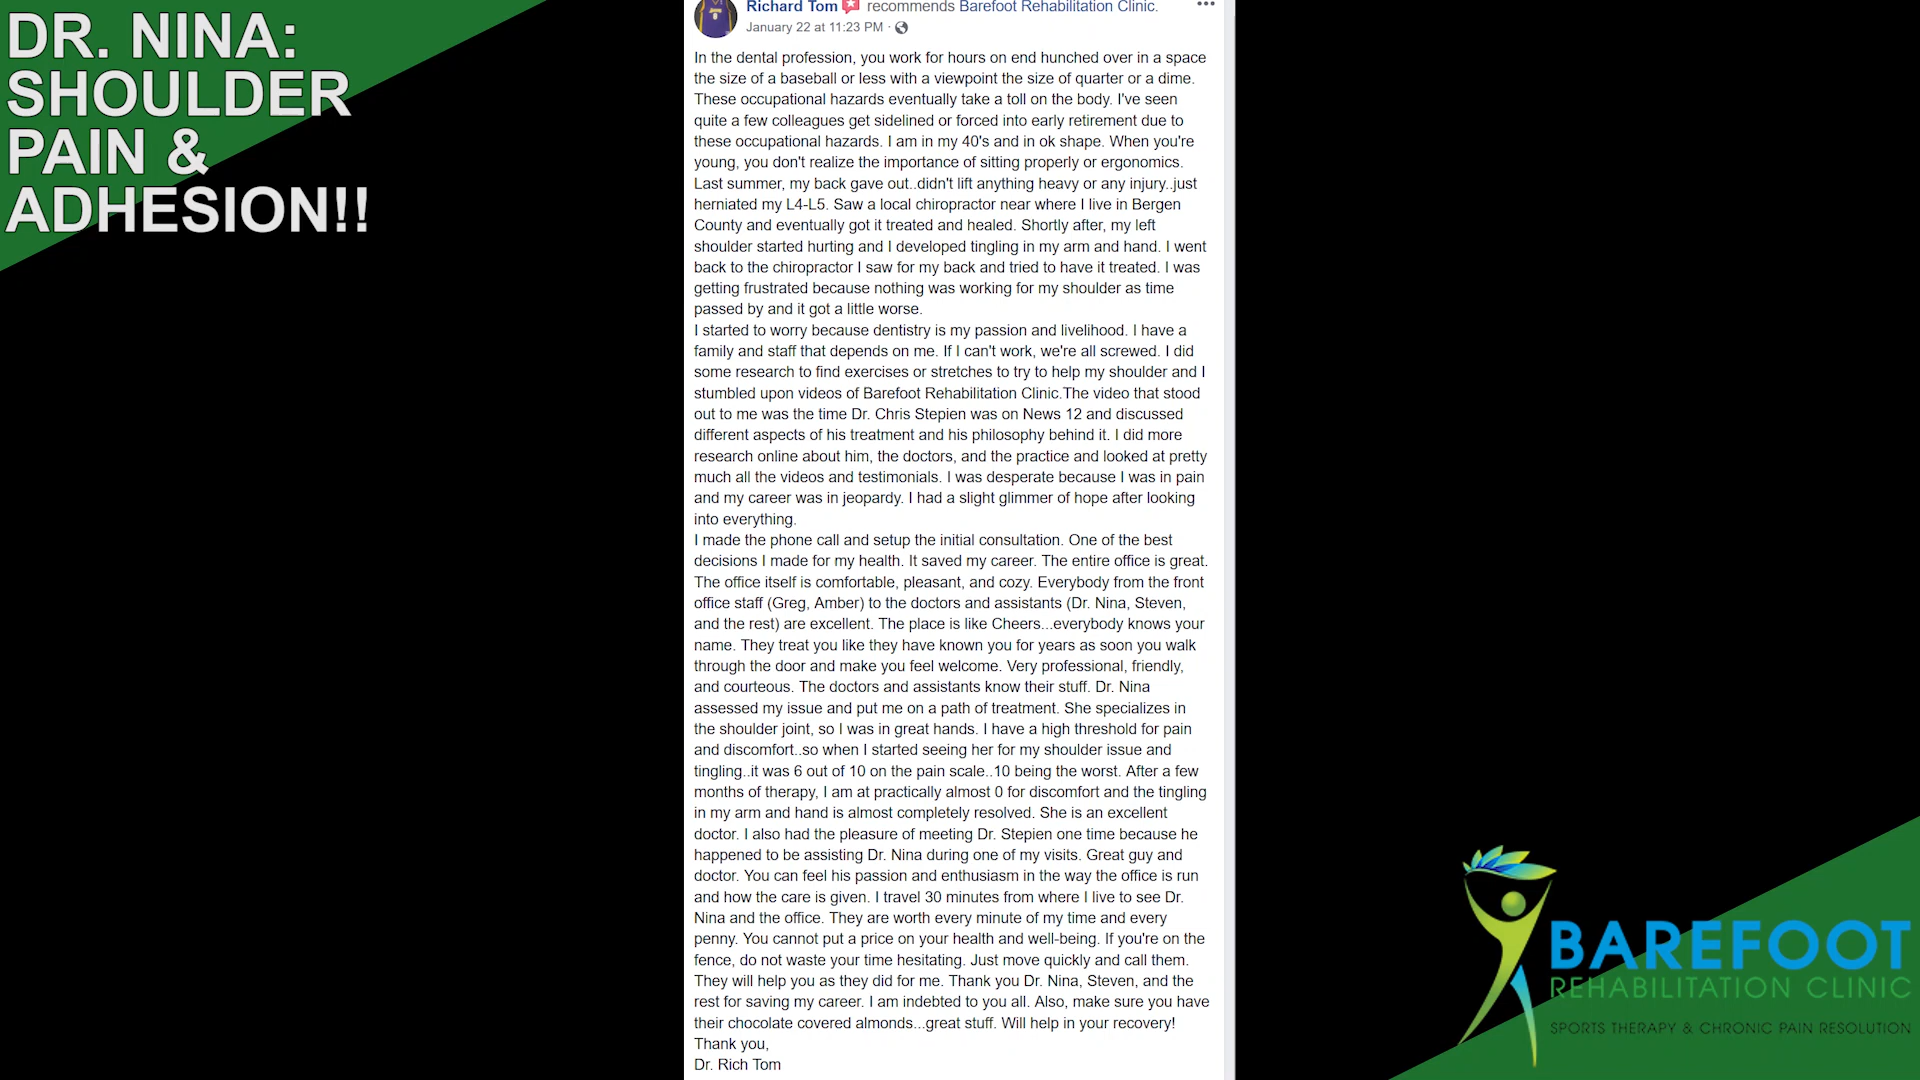 DR. NINA:
SHOULDER
PAIN &
ADHESION!!
Richard Tom recommends Barefoot Rehabilitation Clinic.
January 22 at 11:23 PM ·
In the dental profession, you work for hours on end hunched over in a space
the size of a baseball or less with a viewpoint the size of quarter or a dime.
These occupational hazards eventually take a toll on the body. I've seen
quite a few colleagues get sidelined or forced into early retirement due to
these occupational hazards. I am in my 40's and in ok shape. When you're
young, you don't realize the importance of sitting properly or ergonomics.
Last summer, my back gave out..didn't lift anything heavy or any injury..just
herniated my L4-L5. Saw a local chiropractor near where I live in Bergen
County and eventually got it treated and healed. Shortly after, my left
shoulder started hurting and I developed tingling in my arm and hand. I went
back to the chiropractor I saw for my back and tried to have it treated. I was
getting frustrated because nothing was working for my shoulder as time
passed by and it got a little worse.
I started to worry because dentistry is my passion and livelihood. I have a
family and staff that depends on me. If I can't work, we're all screwed. I did
some research to find exercises or stretches to try to help my shoulder and I
stumbled upon videos of Barefoot Rehabilitation Clinic.The video that stood
out to me was the time Dr. Chris Stepien was on News 12 and discussed
different aspects of his treatment and his philosophy behind it. I did more
research online about him, the doctors, and the practice and looked at pretty
much all the videos and testimonials. I was desperate because I was in pain
and my career was in jeopardy. I had a slight glimmer of hope after looking
into everything.
I made the phone call and setup the initial consultation. One of the best
decisions I made for my health. It saved my career. The entire office is great.
The office itself is comfortable, pleasant, and cozy. Everybody from the front
office staff (Greg, Amber) to the doctors and assistants (Dr. Nina, Steven,
and the rest) are excellent. The place is like Cheers...everybody knows your
name. They treat you like they have known you for years as soon you walk
through the door and make you feel welcome. Very professional, friendly,
and courteous. The doctors and assistants know their stuff. Dr. Nina
assessed my issue and put me on a path of treatment. She specializes in
the shoulder joint, so I was in great hands. I have a high threshold for pain
and discomfort..so when I started seeing her for my shoulder issue and
tingling..it was 6 out of 10 on the pain scale..10 being the worst. After a few
months of therapy, I am at practically almost 0 for discomfort and the tingling
in my arm and hand is almost completely resolved. She is an excellent
doctor. I also had the pleasure of meeting Dr. Stepien one time because he
happened to be assisting Dr. Nina during one of my visits. Great guy and
doctor. You can feel his passion and enthusiasm in the way the office is run
and how the care is given. I travel 30 minutes from where I live to see Dr.
Nina and the office. They are worth every minute of my time and every
penny. You cannot put a price on your health and well-being. If you're on the
fence, do not waste your time hesitating. Just move quickly and call them.
They will help you as they did for me. Thank you Dr. Nina, Steven, and the
rest for saving my career. I am indebted to you all. Also, make sure you have
their chocolate covered almonds...great stuff. Will help in your recovery!
Thank you,
Dr. Rich Tom
BAREFOOT
REHABILITATION CLINIC
SPORTS THERAPY & CHRONIC PAIN RESOLUTION